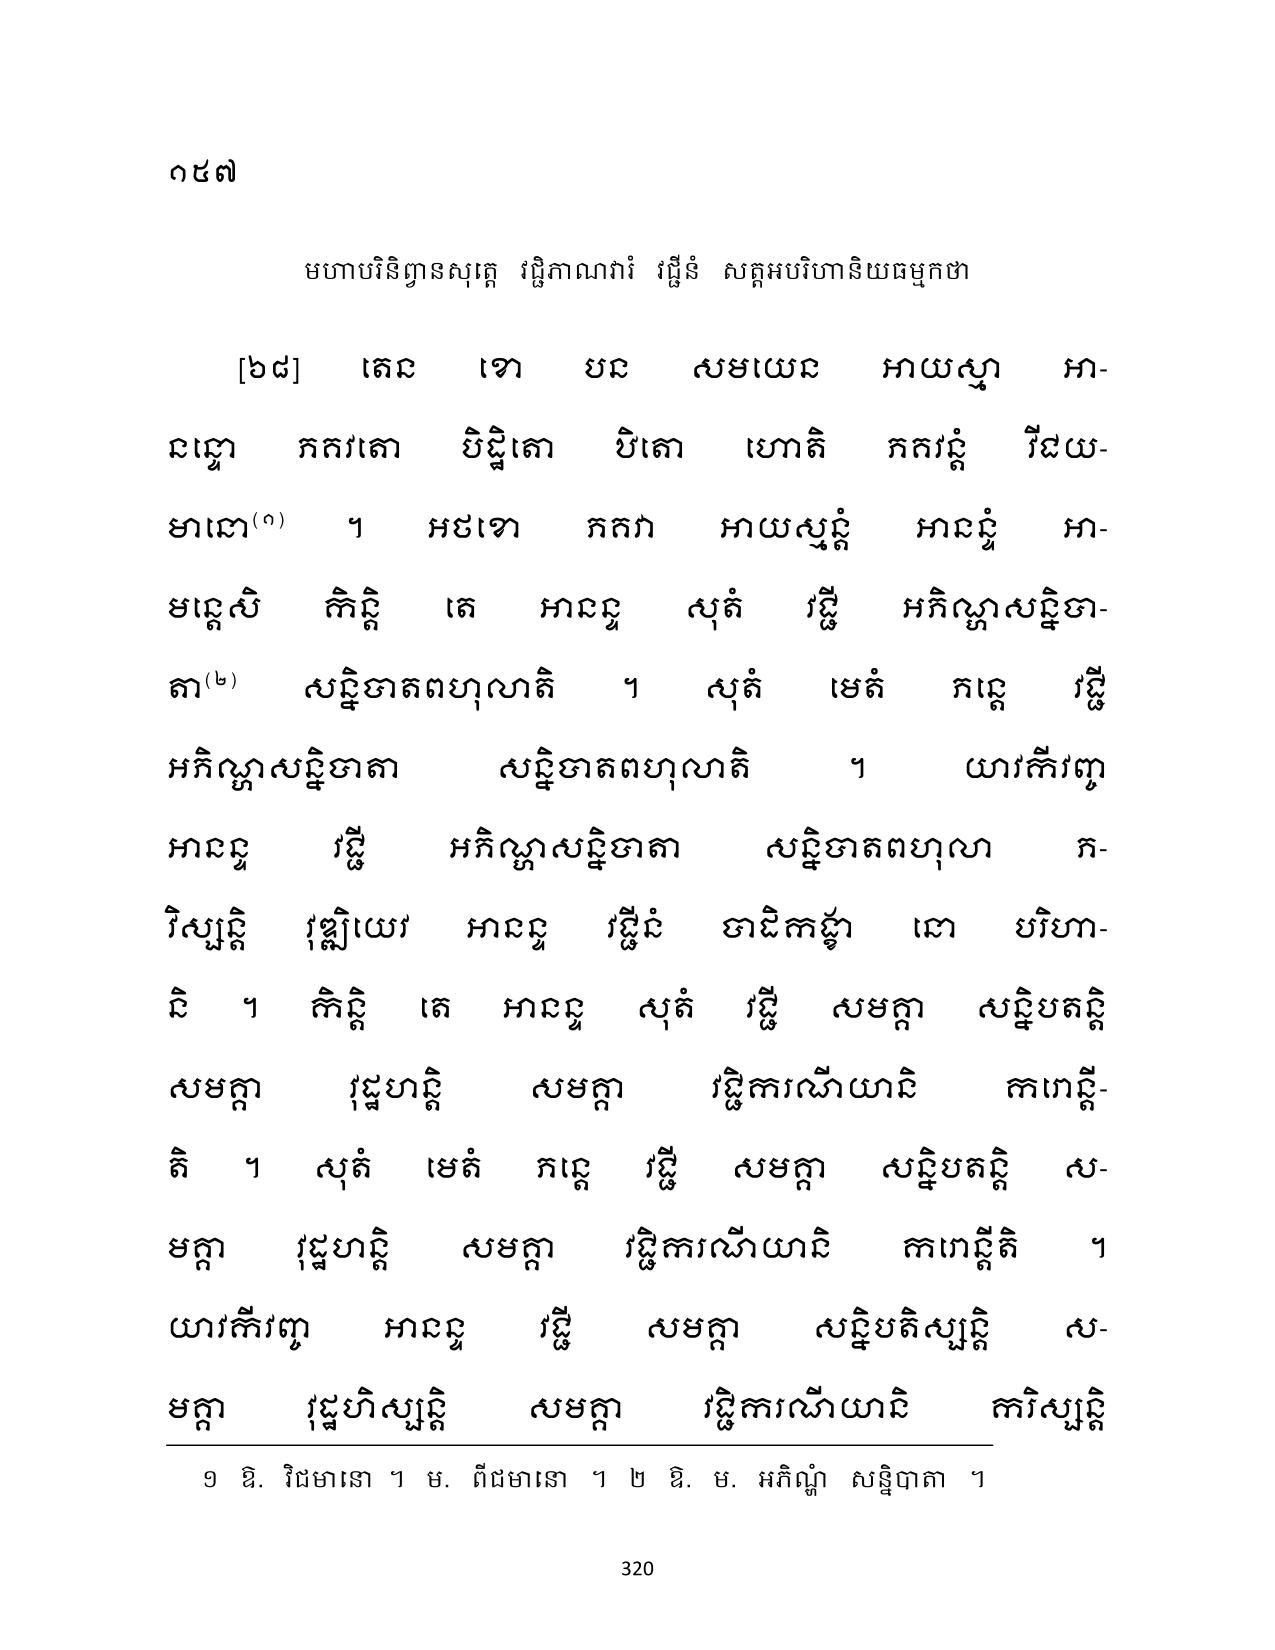 ១៥៧
មហាបរិនិព្វានសុត្តេ វជ្ជិភាណវារំ វជ្ជីនំ សត្តអបរិហានិយធម្មកថា
[៦៨] តេន ខោ បន សមយេន អាយស្មា អា-
នន្ទោ ភគវតោ បិដ្ឋិតោ ឋិតោ ហោតិ ភគវន្តំ វីជយ-
មានោ(១) ។ អថខោ ភគវា អាយស្មន្តំ អានន្ទំ អា-
មន្តេសិ កិន្តិ តេ អានន្ទ សុតំ វជ្ជី អភិណ្ហសន្និបា-
តា(២) សន្និបាតពហុលាតិ ។ សុតំ មេតំ ភន្តេ វជ្ជី
អភិណ្ហសន្និបាតា សន្និបាតពហុលាតិ ។ យាវកីវញ្ច
អានន្ទ វជ្ជី អភិណ្ហសន្និបាតា សន្និបាតពហុលា ភ-
វិស្សន្តិ វុឌ្ឍិយេវ អានន្ទ វជ្ជីនំ បាដិកង្ខា នោ បរិហា-
និ ។ កិន្តិ តេ អានន្ទ សុតំ វជ្ជី សមគ្គា សន្និបតន្តិ
សមគ្គា វុដ្ឋហន្តិ សមគ្គា វជ្ជិករណីយានិ ករោន្តី-
តិ ។ សុតំ មេតំ ភន្តេ វជ្ជី សមគ្គា សន្និបតន្តិ ស-
មគ្គា វុដ្ឋហន្តិ សមគ្គា វជ្ជិករណីយានិ ករោន្តីតិ ។
យាវកីវញ្ច អានន្ទ វជ្ជី សមគ្គា សន្និបតិស្សន្តិ ស-
មគ្គា វុដ្ឋហិស្សន្តិ សមគ្គា វជ្ជិករណីយានិ ករិស្សន្តិ
១ ឱ. វិជមានោ ។ ម. ពីជមានោ ។ ២ ឱ. ម. អភិណ្ហំ សន្និបាតា ។
320